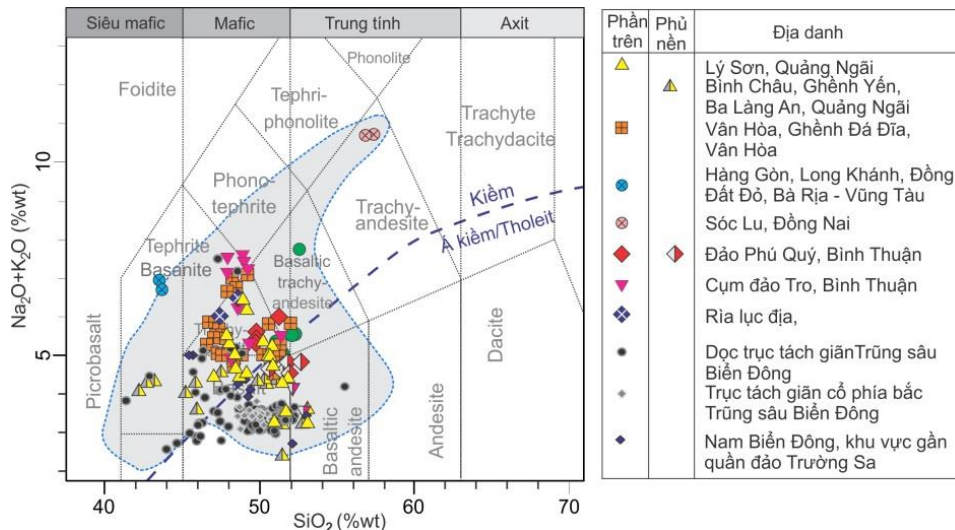 Siêu mafic
Mafic
Trung tính
Axit
Foidite
Phonolite
Tephri-
phonolite
Trachyte
Trachydacite
Phono-
tephrite
Kiềm
Á kiềm/Tholeit
Trachy-
andesite
Tephrite
Basanite
Basaltic
trachy-
andesite
Trachy-
Picrobasalt
Basaltic
andesite
Andesite
Dacite
Na2O+K2O (%wt)
10
5
40
50
60
70
SiO2 (%wt)
Phần
trên
Phủ
nền
Địa danh
Lý Sơn, Quảng Ngãi
Bình Châu, Ghềnh Yến,
Ba Làng An, Quảng Ngãi
Vân Hòa, Ghềnh Đá Đĩa,
Vân Hòa
Hàng Gòn, Long Khánh, Đồng
Đất Đỏ, Bà Rịa - Vũng Tàu
Sóc Lu, Đồng Nai
Đảo Phú Quý, Bình Thuận
Cụm đảo Tro, Bình Thuận
Rìa lục địa,
Dọc trục tách giãnTrũng sâu
Biển Đông
Trục tách giãn cổ phía bắc
Trũng sâu Biển Đông
Nam Biển Đông, khu vực gần
quần đảo Trường Sa